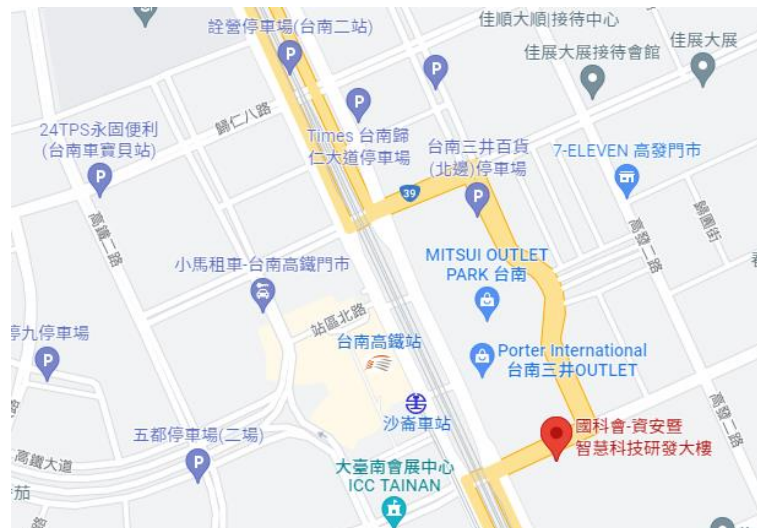 佳順大順|接待中心
詮營停車場(台南二站)
佳展大展
佳展大展接待會館
24TPS永固便利
(台南車寶貝站)
歸仁八路
Times 台南歸
仁大道停車場
台南三井百貨
(北邊)停車場
7-ELEVEN 高發門市
39
高鐵二路
高發二路
歸園街
小馬租車-台南高鐵門市
MITSUI OUTLET
PARK 台南
站區北路
停九停車場
台南高鐵站
Porter International
台南三井OUTLET
沙崙車站
高發二路
國科會-資安暨
智慧科技研發大樓
五都停車場(二場)
高鐵大道
大臺南會展中心
ICC TAINAN